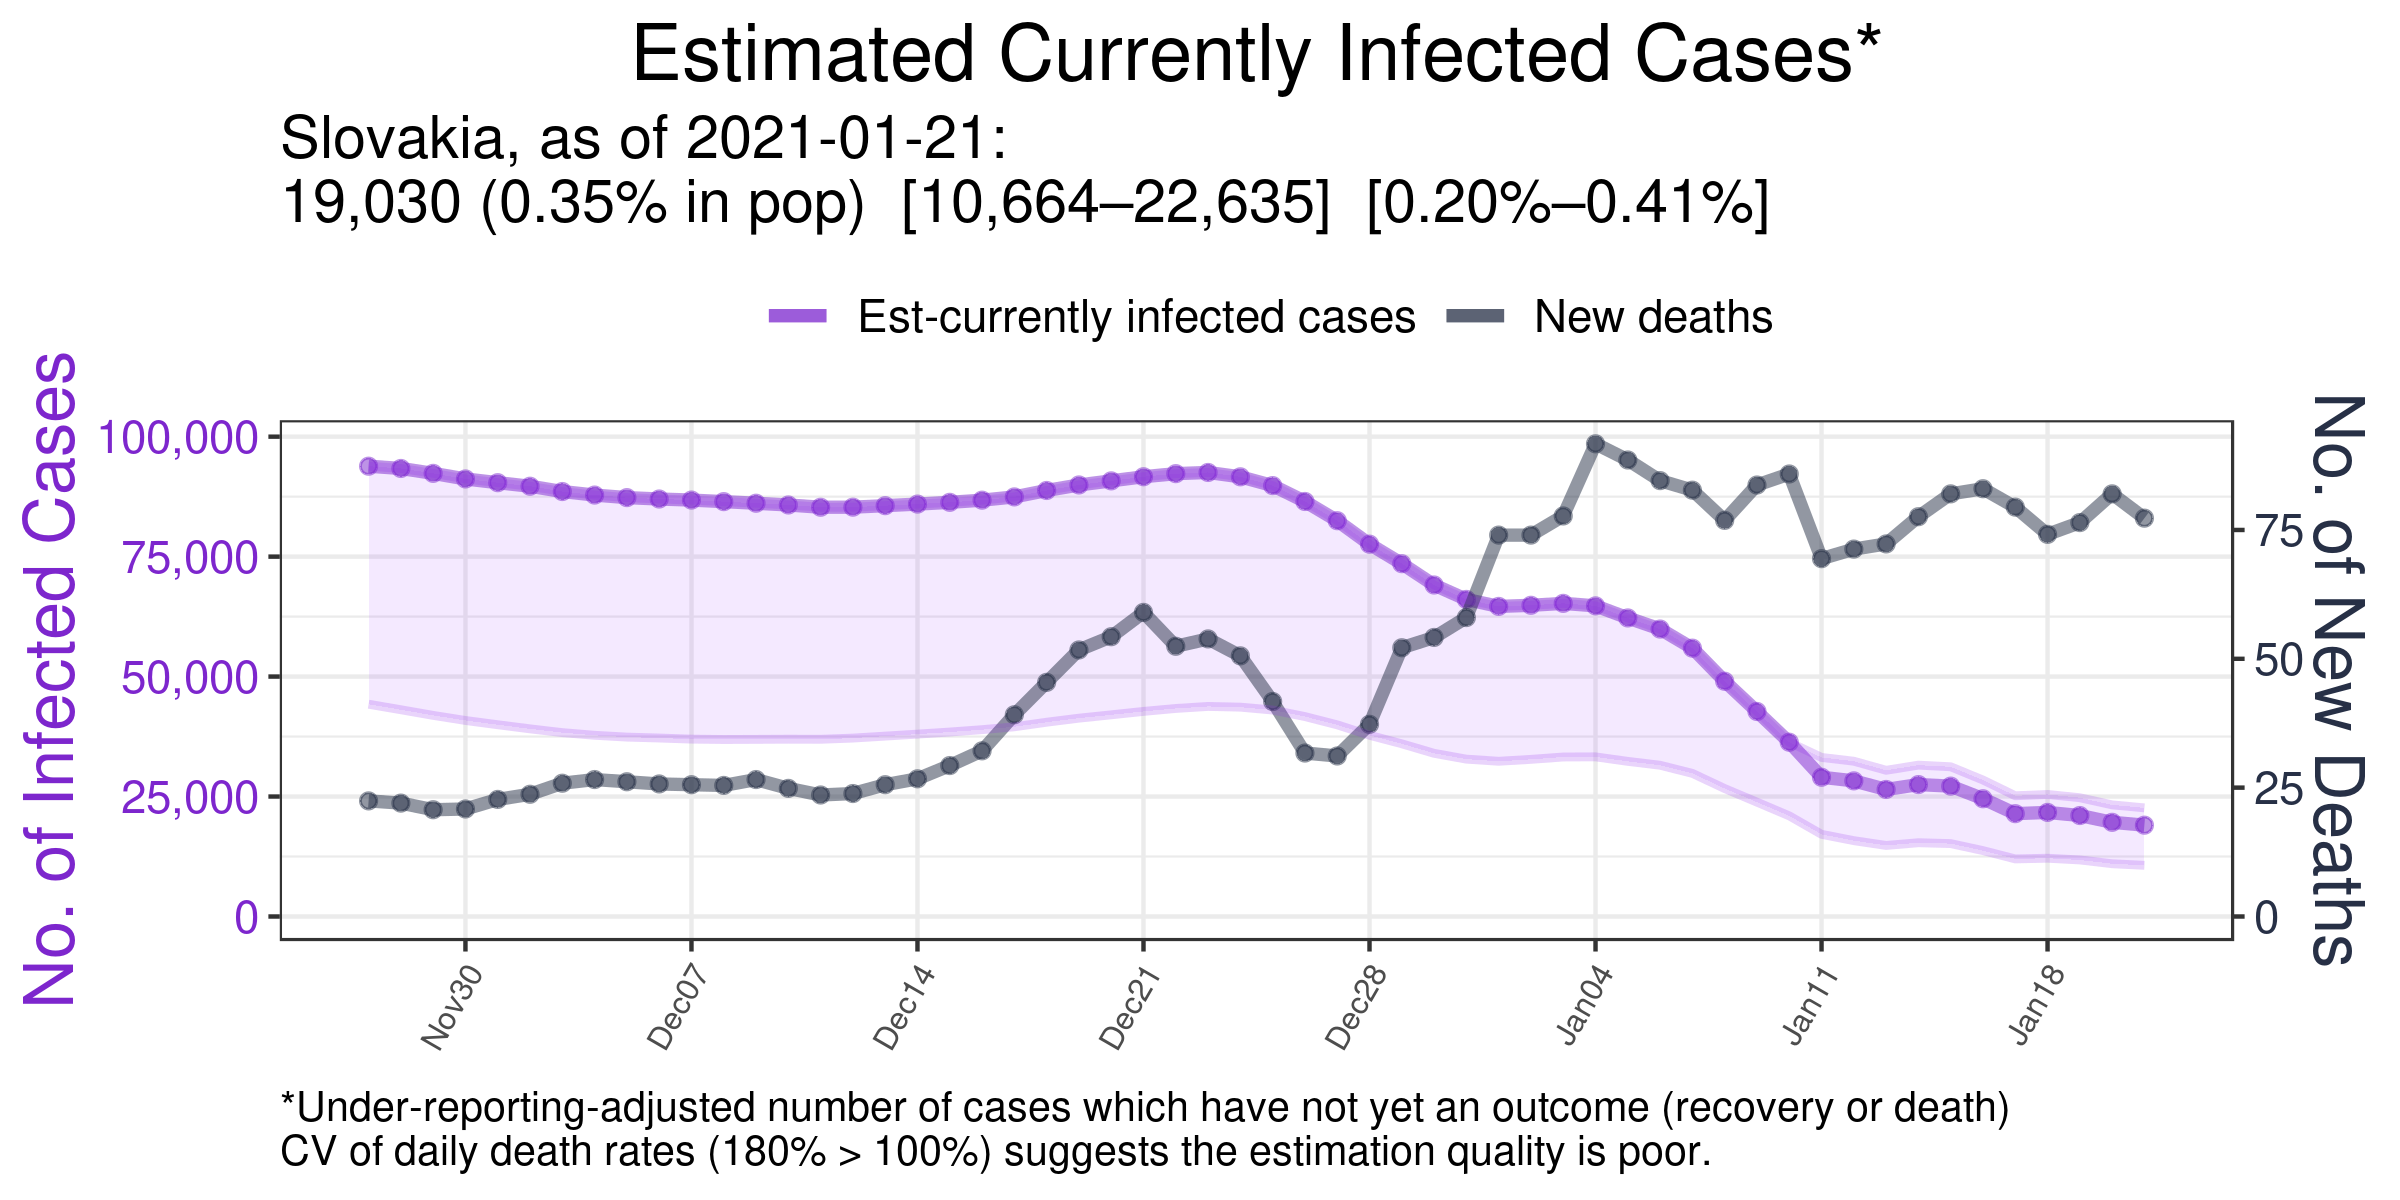 Estimated Currently Infected Cases*
Slovakia, as of 2021-01-21:
19,030 (0.35% in pop)  [10,664–22,635]  [0.20%–0.41%]
Est-currently infected cases
New deaths
No. of Infected Cases
100,000
75,000
50,000
25,000
0
No. of New Deaths
75
50
25
0
Nov30
Dec07
Dec14
Dec21
Dec28
Jan04
Jan11
Jan18
*Under-reporting-adjusted number of cases which have not yet an outcome (recovery or death)
CV of daily death rates (180% > 100%) suggests the estimation quality is poor.